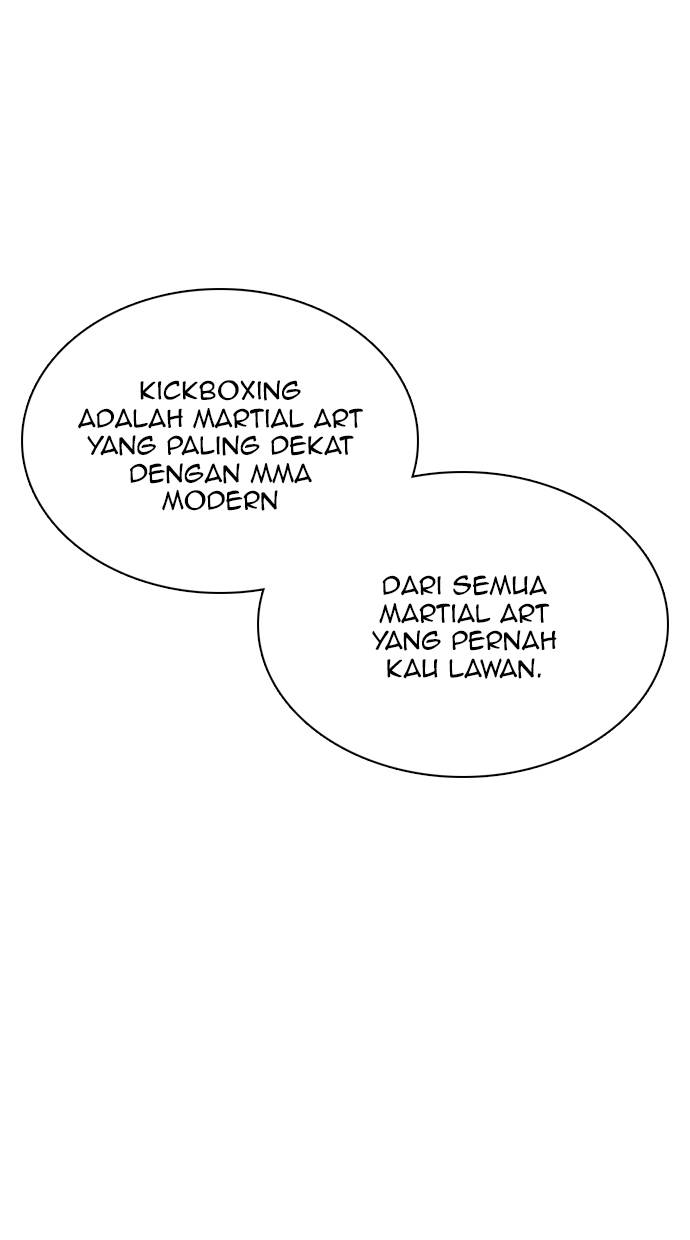 KICKBOXING
ADALAH MARTIAL ART
YANG PALING DEKAT
DENGAN MMA
MODERN
DARI SEMUA
MARTIAL ART
YANG PERNAH
KAU LAWAN.